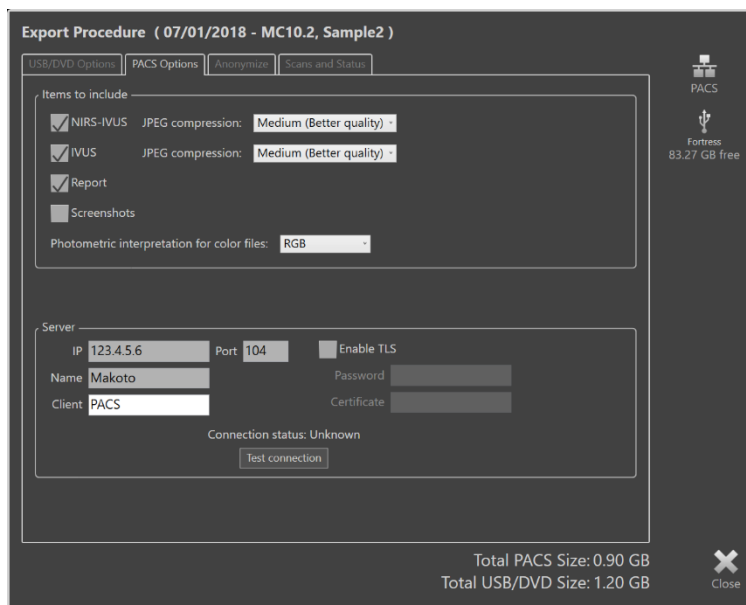 Export Procedure ( 07/01/2018 - MC10.2, Sample2 )
USB/DVD Options PACS Options Anonymize Scans and Status
PACS
Fortress
83.27 GB free
Items to include
NIRS-IVUS JPEG compression: Medium (Better quality)
IVUS JPEG compression: Medium (Better quality)
Report
Screenshots
Photometric interpretation for color files: RGB
Server
IP 123.4.5.6 Port 104 Enable TLS
Name Makoto Password
Client PACS Certificate
Connection status: Unknown
Test connection
Total PACS Size: 0.90 GB
Total USB/DVD Size: 1.20 GB
Close